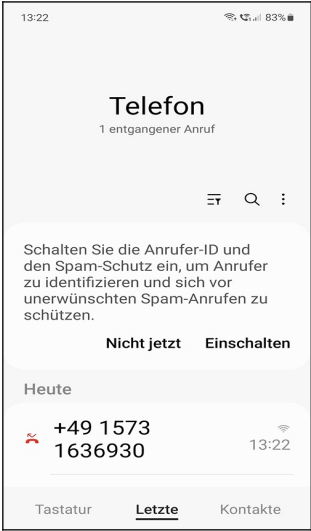 13:22
83%
Telefon
1 entgangener Anruf
Schalten Sie die Anrufer-ID und
den Spam-Schutz ein, um Anrufer
zu identifizieren und sich vor
unerwünschten Spam-Anrufen zu
schützen.
Nicht jetzt Einschalten
Heute
+49 1573
1636930
13:22
Tastatur Letzte Kontakte